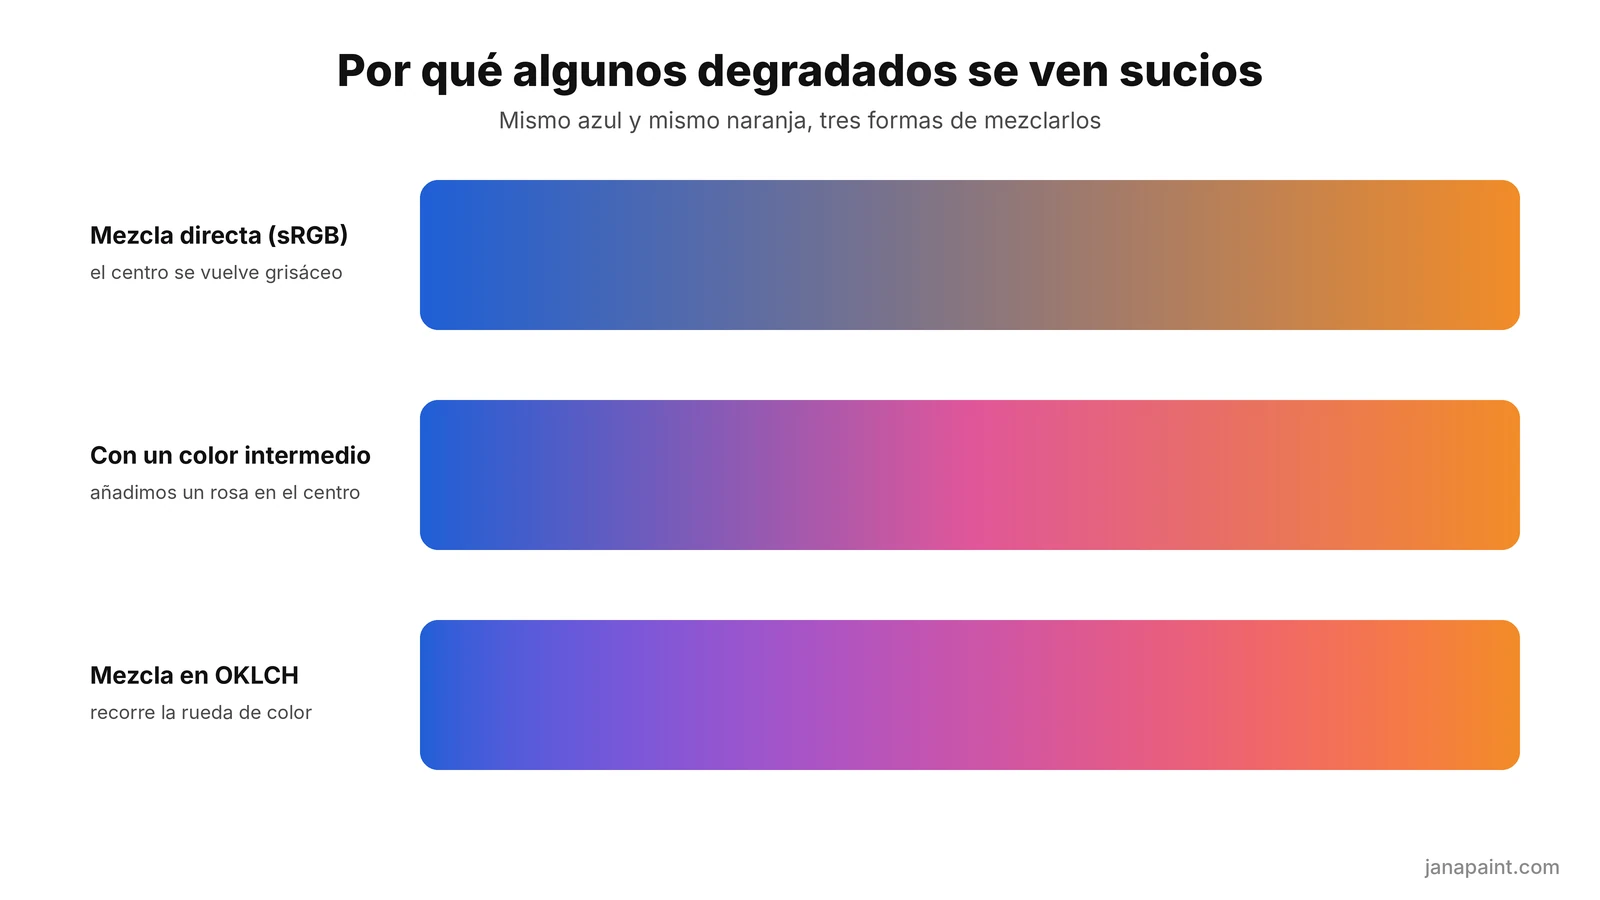 Por qué algunos degradados se ven sucios
Mismo azul y mismo naranja, tres formas de mezclarlos
Mezcla directa (sRGB)
el centro se vuelve grisáceo
Con un color intermedio
añadimos un rosa en el centro
Mezcla en OKLCH
recorre la rueda de color
janapaint.com